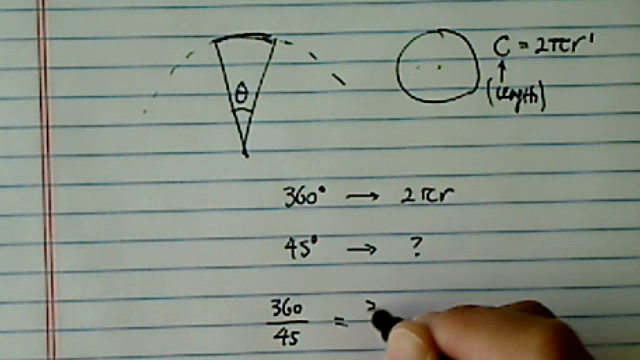 θ
C = 2πr'
(length)
360° → 2πr
45° → ?
360/45 =